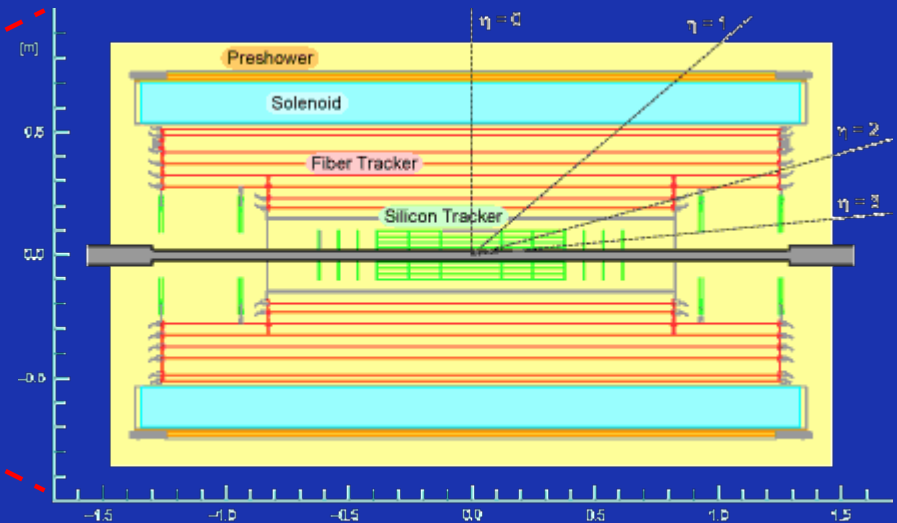 η = 0
η = 1
[m]
Preshower
Solenoid
0.5
η = 2
Fiber Tracker
Silicon Tracker
η = 3
0.0
−0.5
−1.5 −1.0 −0.5 0.0 0.5 1.0 1.5